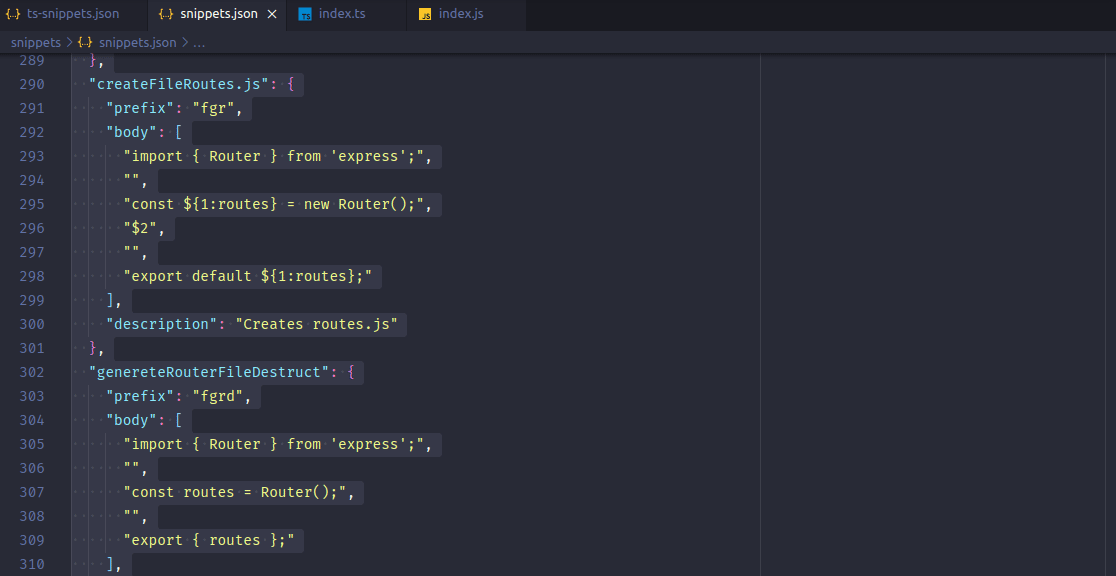 {..} ts-snippets.json {..} snippets.json × TS index.ts JS index.js
snippets > {..} snippets.json > ...
289 },
290 "createFileRoutes.js": {
291 "prefix": "fgr",
292 "body": [
293 "import { Router } from 'express';",
294 "",
295 "const ${1:routes} = new Router();",
296 "$2",
297 "",
298 "export default ${1:routes};"
299 ],
300 "description": "Creates routes.js"
301 },
302 "genereteRouterFileDestruct": {
303 "prefix": "fgrd",
304 "body": [
305 "import { Router } from 'express';",
306 "",
307 "const routes = Router();",
308 "",
309 "export { routes };"
310 ],